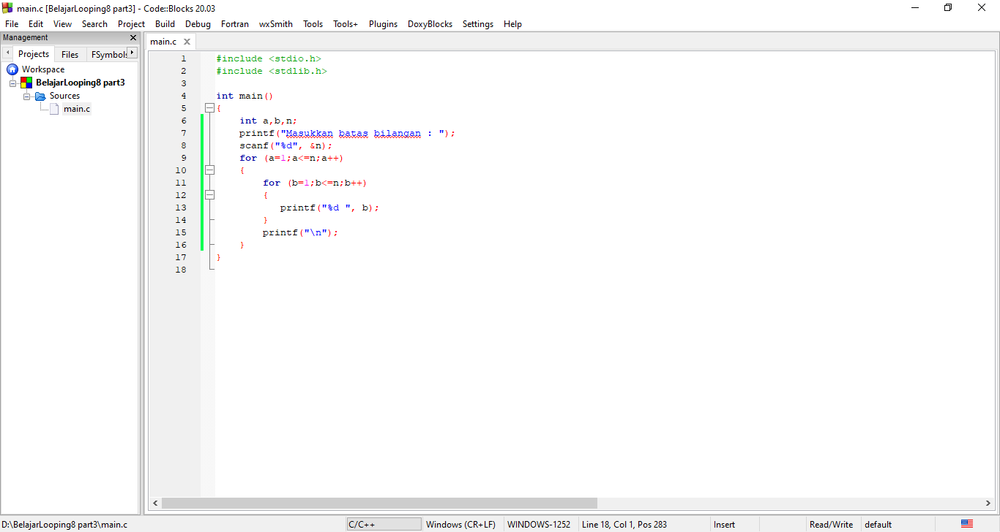 main.c [BelajarLooping8 part3] - Code::Blocks 20.03
File Edit View Search Project Build Debug Fortran wxSmith Tools Tools+ Plugins DoxyBlocks Settings Help
Management
Projects Files FSymbols
Workspace
BelajarLooping8 part3
Sources
main.c
main.c
1 #include <stdio.h>
2 #include <stdlib.h>
3
4 int main()
5 {
6     int a,b,n;
7     printf("Masukkan batas bilangan : ");
8     scanf("%d", &n);
9     for (a=1;a<=n;a++)
10     {
11         for (b=1;b<=n;b++)
12         {
13            printf("%d ", b);
14         }
15         printf("\n");
16     }
17 }
18
D:\BelajarLooping8 part3\main.c C/C++ Windows (CR+LF) WINDOWS-1252 Line 18, Col 1, Pos 283 Insert Read/Write default